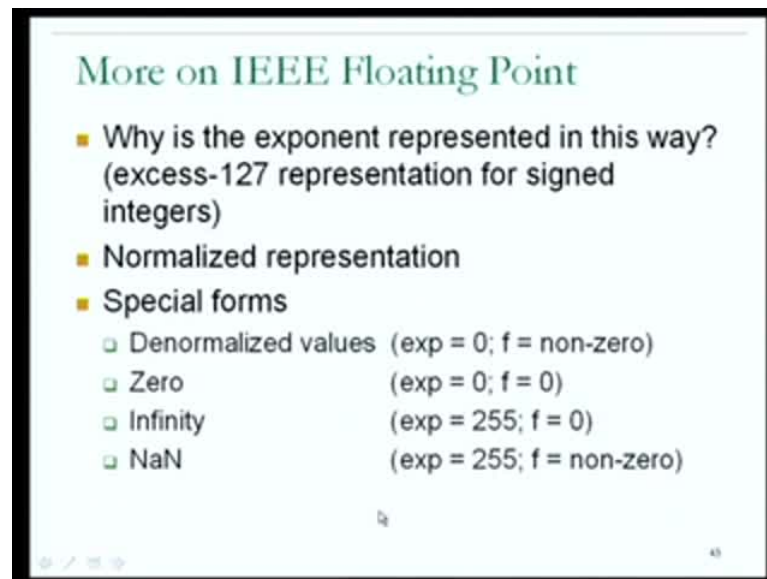 More on IEEE Floating Point
Why is the exponent represented in this way?
(excess-127 representation for signed
integers)
Normalized representation
Special forms
Denormalized values (exp = 0; f = non-zero)
Zero (exp = 0; f = 0)
Infinity (exp = 255; f = 0)
NaN (exp = 255; f = non-zero)